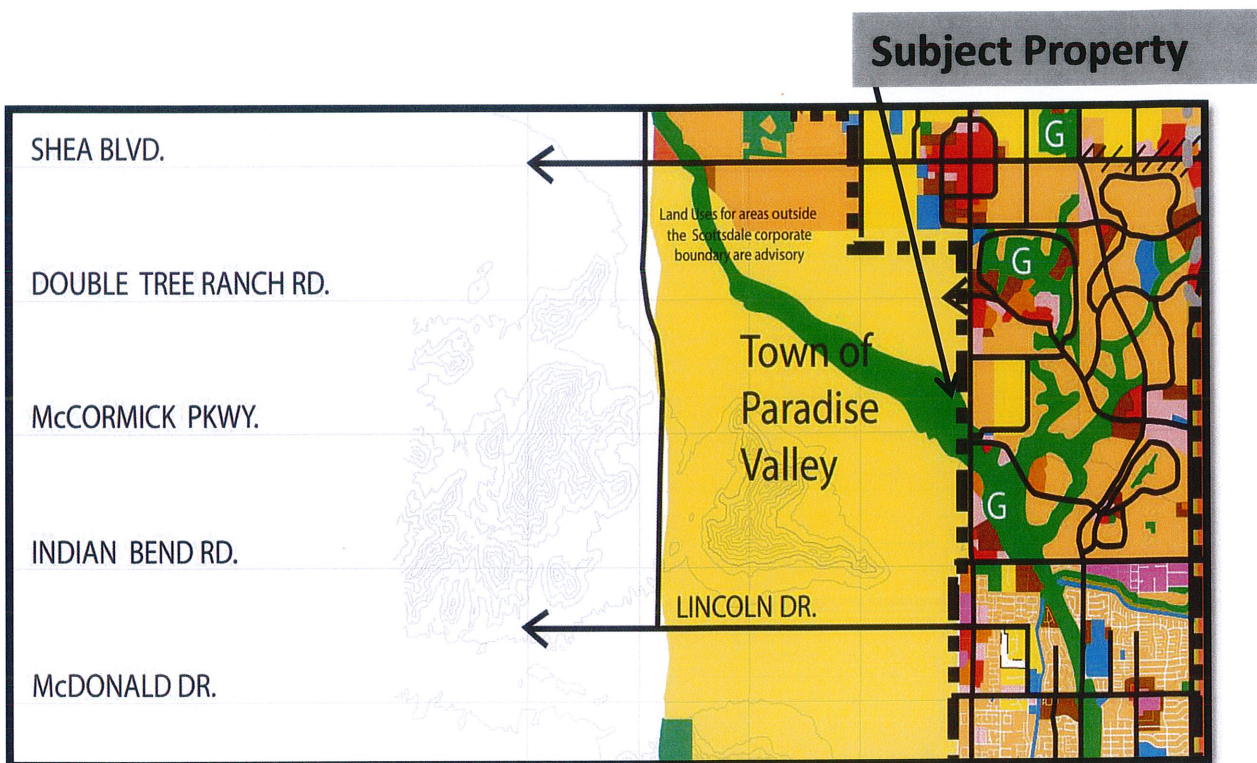 Subject Property
SHEA BLVD.
G
Land Uses for areas outside
the Scottsdale corporate
boundary are advisory
G
DOUBLE TREE RANCH RD.
Town of
Paradise
Valley
McCORMICK PKWY.
G
INDIAN BEND RD.
LINCOLN DR.
McDONALD DR.